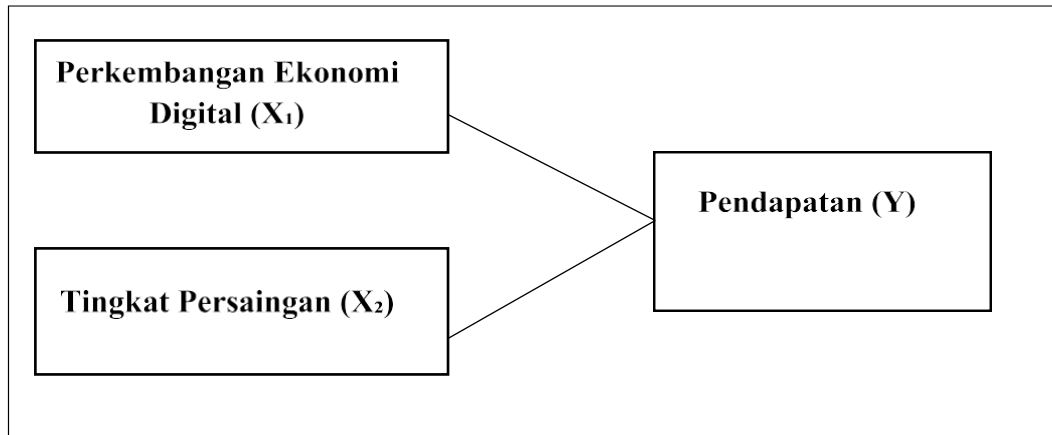 Perkembangan Ekonomi
Digital (X₁)
Tingkat Persaingan (X₂)
Pendapatan (Y)